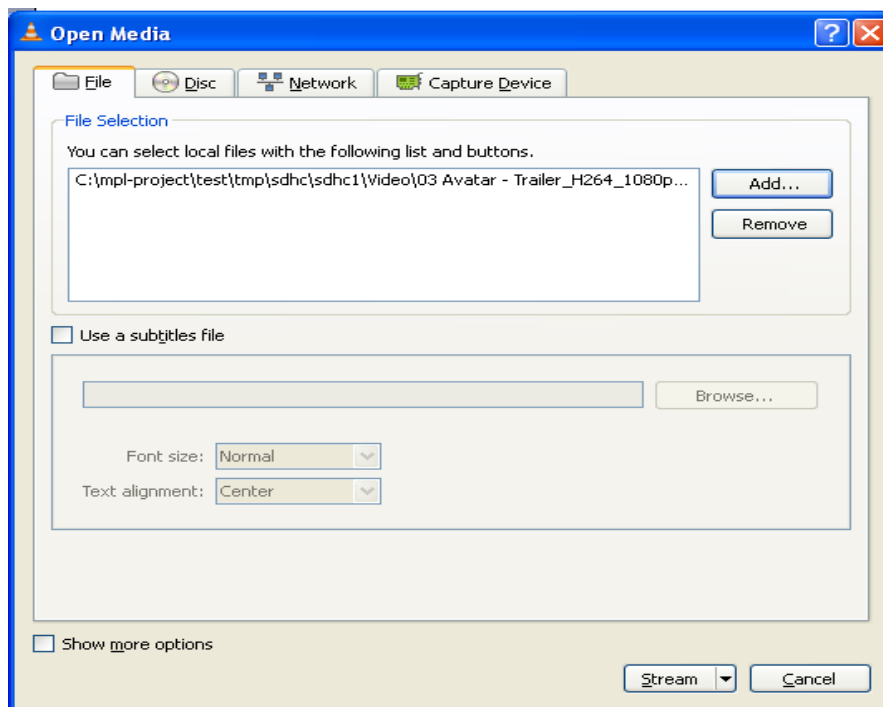 Open Media
File Disc Network Capture Device
File Selection
You can select local files with the following list and buttons.
C:\mpl-project\test\tmp\sdhc\sdhc1\Video\03 Avatar - Trailer_H264_1080p...
Add...
Remove
Use a subtitles file
Browse...
Font size: Normal
Text alignment: Center
Show more options
Stream Cancel